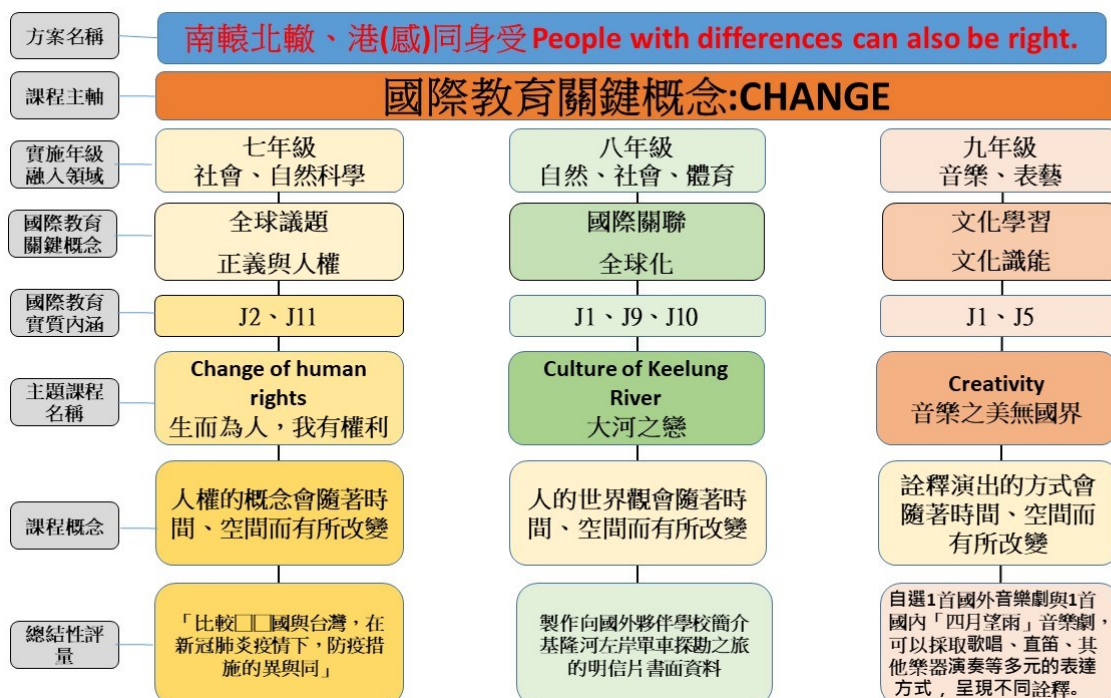 方案名稱
南轅北轍、港(感)同身受 People with differences can also be right.
課程主軸
國際教育關鍵概念:CHANGE
實施年級
融入領域
七年級
社會、自然科學
八年級
自然、社會、體育
九年級
音樂、表藝
國際教育
關鍵概念
全球議題
正義與人權
國際關聯
全球化
文化學習
文化識能
國際教育
實質內涵
J2、J11
J1、J9、J10
J1、J5
主題課程
名稱
Change of human
rights
生而為人，我有權利
Culture of Keelung
River
大河之戀
Creativity
音樂之美無國界
課程概念
人權的概念會隨著時
間、空間而有所改變
人的世界觀會隨著時
間、空間而有所改變
詮釋演出的方式會
隨著時間、空間而
有所改變
總結性評
量
「比較□□國與台灣，在
新冠肺炎疫情下，防疫措
施的異與同」
製作向國外夥伴學校簡介
基隆河左岸單車探勘之旅
的明信片書面資料
自選1首國外音樂劇與1首
國內「四月望雨」音樂劇，
可以採取歌唱、直笛、其
他樂器演奏等多元的表達
方式，呈現不同詮釋。